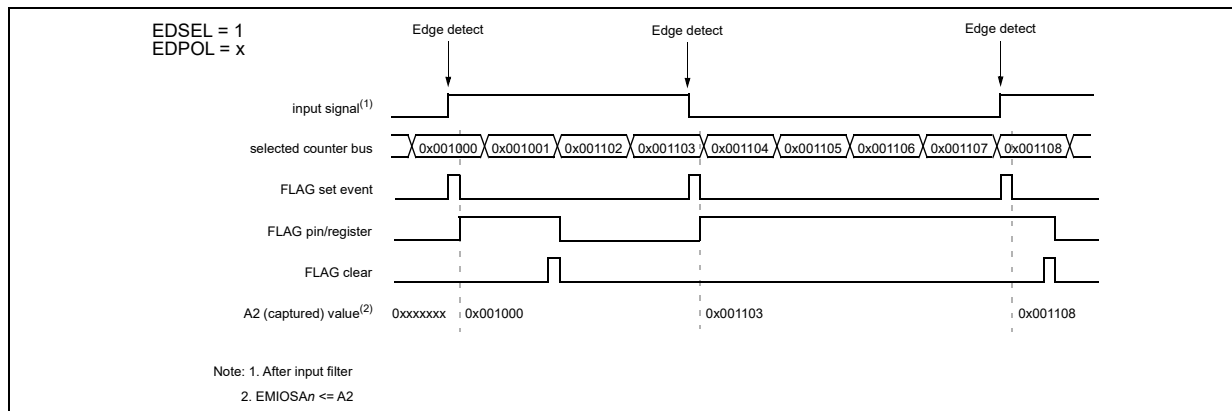 EDSEL = 1
EDPOL = x
Edge detect Edge detect Edge detect
input signal(1)
selected counter bus 0x001000 0x001001 0x001102 0x001103 0x001104 0x001105 0x001106 0x001107 0x001108
FLAG set event
FLAG pin/register
FLAG clear
A2 (captured) value(2) 0xxxxxxx 0x001000 0x001103 0x001108
Note: 1. After input filter
2. EMIOSAn <= A2